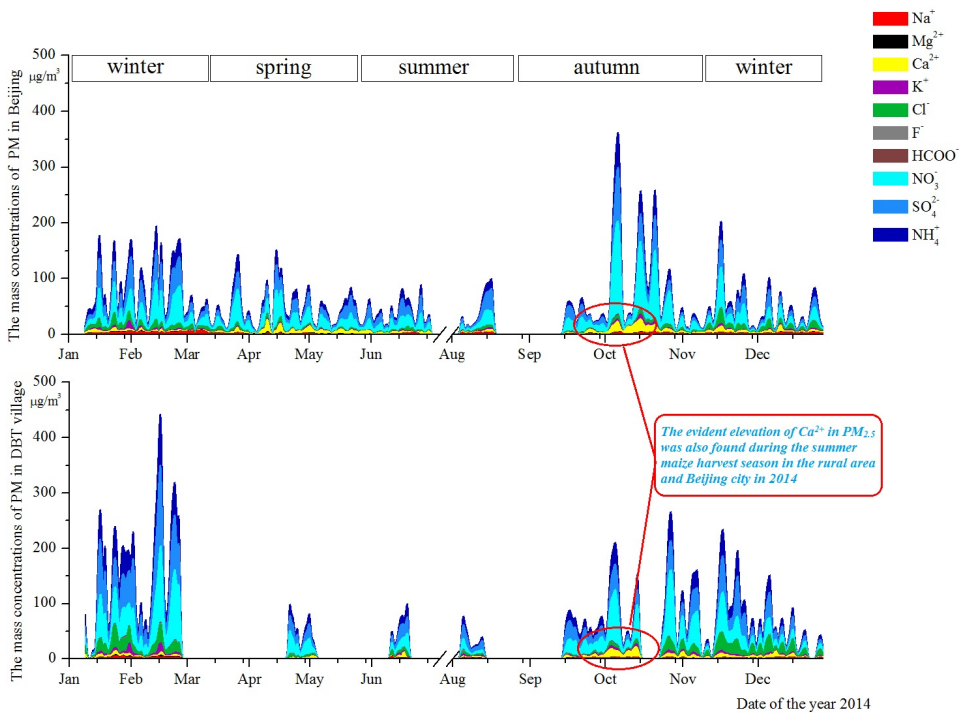 Na⁺
Mg²⁺
Ca²⁺
K⁺
Cl⁻
F⁻
HCOO⁻
NO₃⁻
SO₄²⁻
NH₄⁺
The mass concentrations of PM in Beijing
500
μg/m³
400
300
200
100
0
winter spring summer autumn winter
Jan Feb Mar Apr May Jun Aug Sep Oct Nov Dec
The mass concentrations of PM in DBT village
500
μg/m³
400
300
200
100
0
The evident elevation of Ca²⁺ in PM₂.₅
was also found during the summer
maize harvest season in the rural area
and Beijing city in 2014
Jan Feb Mar Apr May Jun Aug Sep Oct Nov Dec
Date of the year 2014